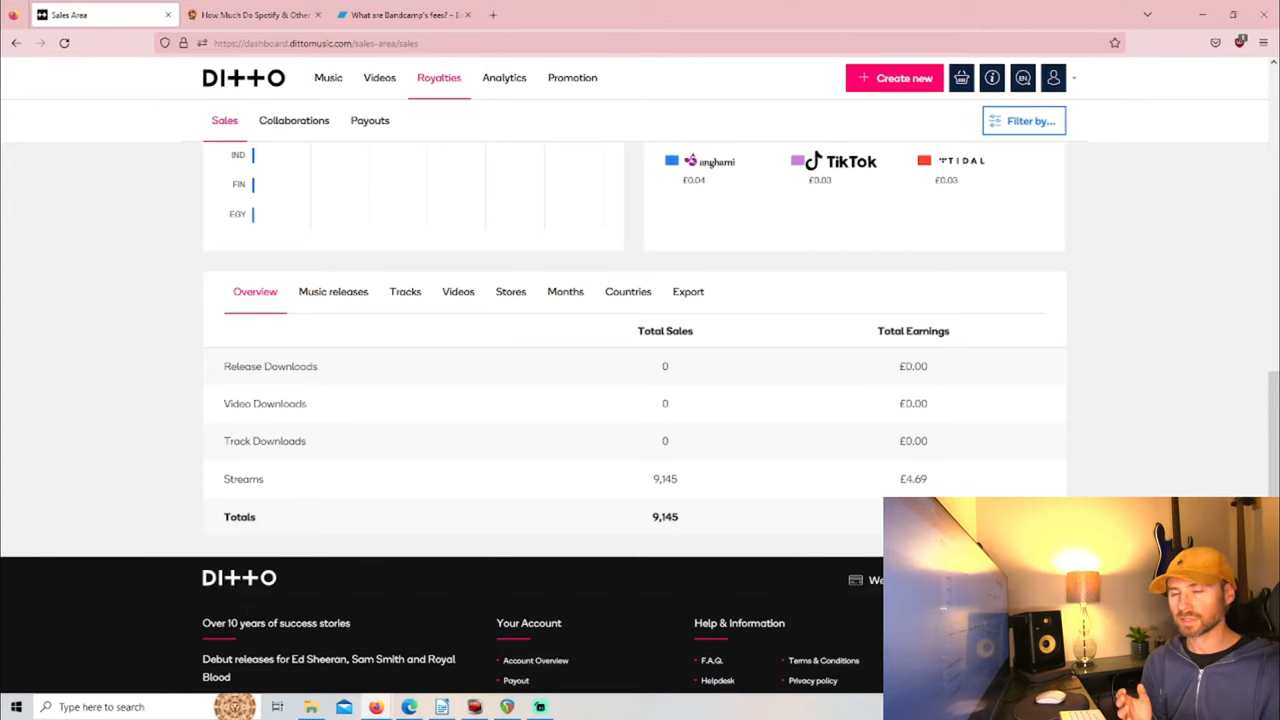 Sales Area
How Much Do Spotify & Other
What are Bandcamp's fees? –
https://dashboard.dittomusic.com/sales-area/sales
DITTO
Music
Videos
Royalties
Analytics
Promotion
+ Create new
EN
Sales
Collaborations
Payouts
Filter by...
IND
FIN
EGY
anghami
£0.04
TikTok
£0.03
TIDAL
£0.03
Overview
Music releases
Tracks
Videos
Stores
Months
Countries
Export
Total Sales
Total Earnings
Release Downloads
0
£0.00
Video Downloads
0
£0.00
Track Downloads
0
£0.00
Streams
9,145
£4.69
Totals
9,145
DITTO
We
Over 10 years of success stories
Your Account
Help & Information
Debut releases for Ed Sheeran, Sam Smith and Royal
Blood
Account Overview
Payout
F.A.Q.
Terms & Conditions
Helpdesk
Privacy policy
Type here to search